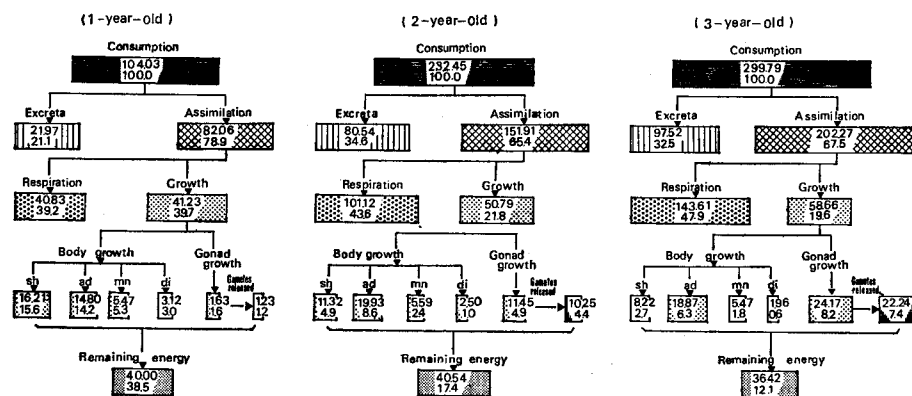 (1-year-old)
Consumption
104.03
100.0
Excreta
21.97
21.1
Assimilation
82.06
78.9
Respiration
40.83
39.2
Growth
41.23
39.7
Body growth
Gonad
growth
sh
ad
mn
di
Gametes
released
16.21
15.6
14.80
14.2
5.47
5.3
3.12
3.0
1.63
1.6
1.23
1.2
Remaining energy
40.00
38.5
(2-year-old)
Consumption
232.45
100.0
Excreta
80.54
34.6
Assimilation
151.91
65.4
Respiration
101.12
43.6
Growth
50.79
21.8
Body growth
Gonad
growth
sh
ad
mn
di
Gametes
released
11.32
4.9
19.93
8.6
5.59
2.4
2.50
1.0
11.45
4.9
10.25
4.4
Remaining energy
40.54
17.4
(3-year-old)
Consumption
299.79
100.0
Excreta
97.52
32.5
Assimilation
202.27
67.5
Respiration
143.61
47.9
Growth
58.66
19.6
Body growth
Gonad
growth
sh
ad
mn
di
Gametes
released
8.22
2.7
18.87
6.3
5.47
1.8
1.96
0.6
24.17
8.2
22.24
7.4
Remaining energy
36.42
12.1